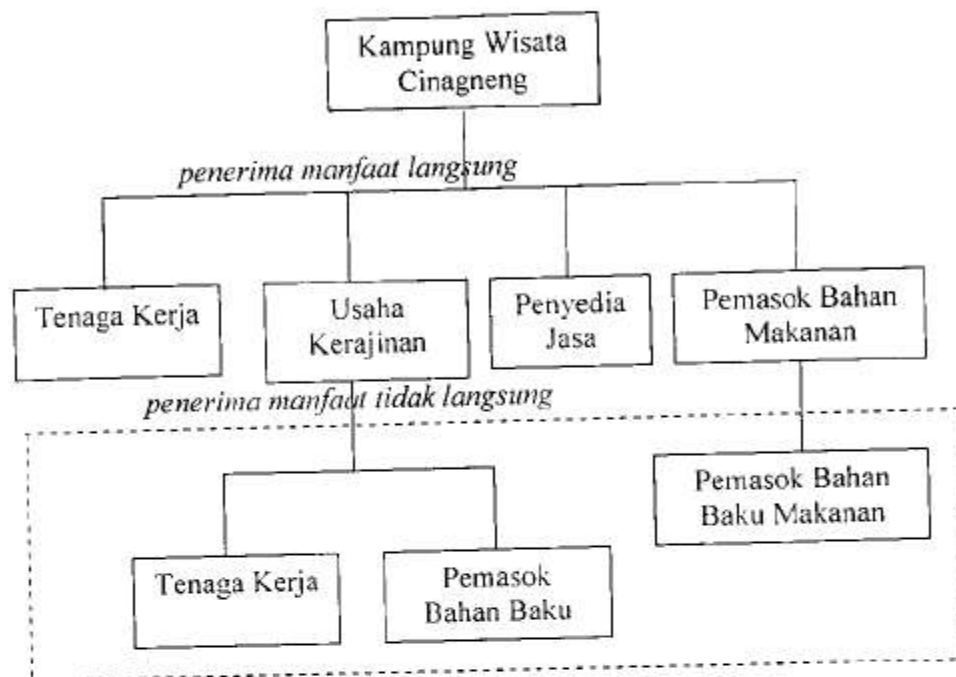 Kampung Wisata
Cinagneng
penerima manfaat langsung
Tenaga Kerja
Usaha
Kerajinan
Penyedia
Jasa
Pemasok Bahan
Makanan
penerima manfaat tidak langsung
Pemasok Bahan
Baku Makanan
Tenaga Kerja
Pemasok
Bahan Baku